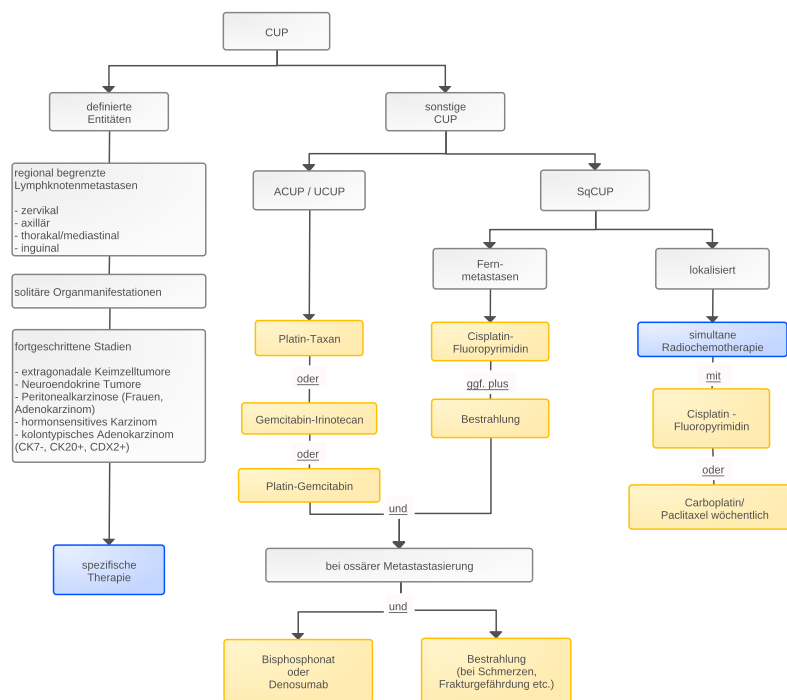 CUP
definierte
Entitäten
sonstige
CUP
regional begrenzte
Lymphknotenmetastasen
- zervikal
- axillär
- thorakal/mediastinal
- inguinal
ACUP / UCUP
SqCUP
solitäre Organmanifestationen
Fern-
metastasen
lokalisiert
fortgeschrittene Stadien
- extragonadale Keimzelltumore
- Neuroendokrine Tumore
- Peritonealkarzinose (Frauen,
Adenokarzinom)
- hormonsensitives Karzinom
- kolontypisches Adenokarzinom
(CK7-, CK20+, CDX2+)
spezifische
Therapie
Platin-Taxan
oder
Gemcitabin-Irinotecan
oder
Platin-Gemcitabin
Cisplatin-
Fluoropyrimidin
ggf. plus
Bestrahlung
simultane
Radiochemotherapie
mit
Cisplatin -
Fluoropyrimidin
oder
Carboplatin/
Paclitaxel wöchentlich
und
bei ossärer Metastastasierung
und
Bisphosphonat
oder
Denosumab
Bestrahlung
(bei Schmerzen,
Frakturgefährdung etc.)